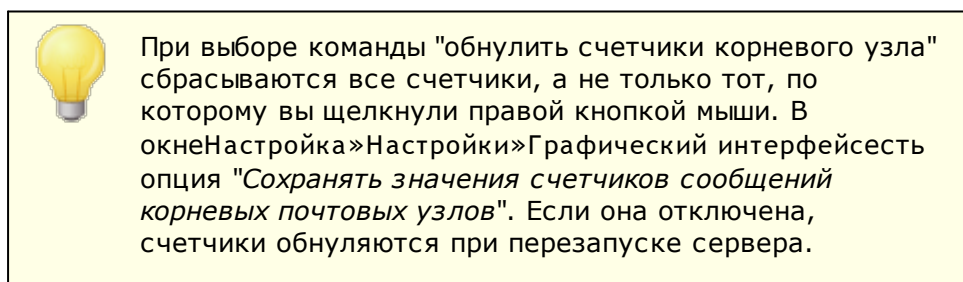 При выборе команды "обнулить счетчики корневого узла"
сбрасываются все счетчики, а не только тот, по
которому вы щелкнули правой кнопкой мыши. В
окнеНастройка»Настройки»Графический интерфейсесть
опция "Сохранять значения счетчиков сообщений
корневых почтовых узлов". Если она отключена,
счетчики обнуляются при перезапуске сервера.